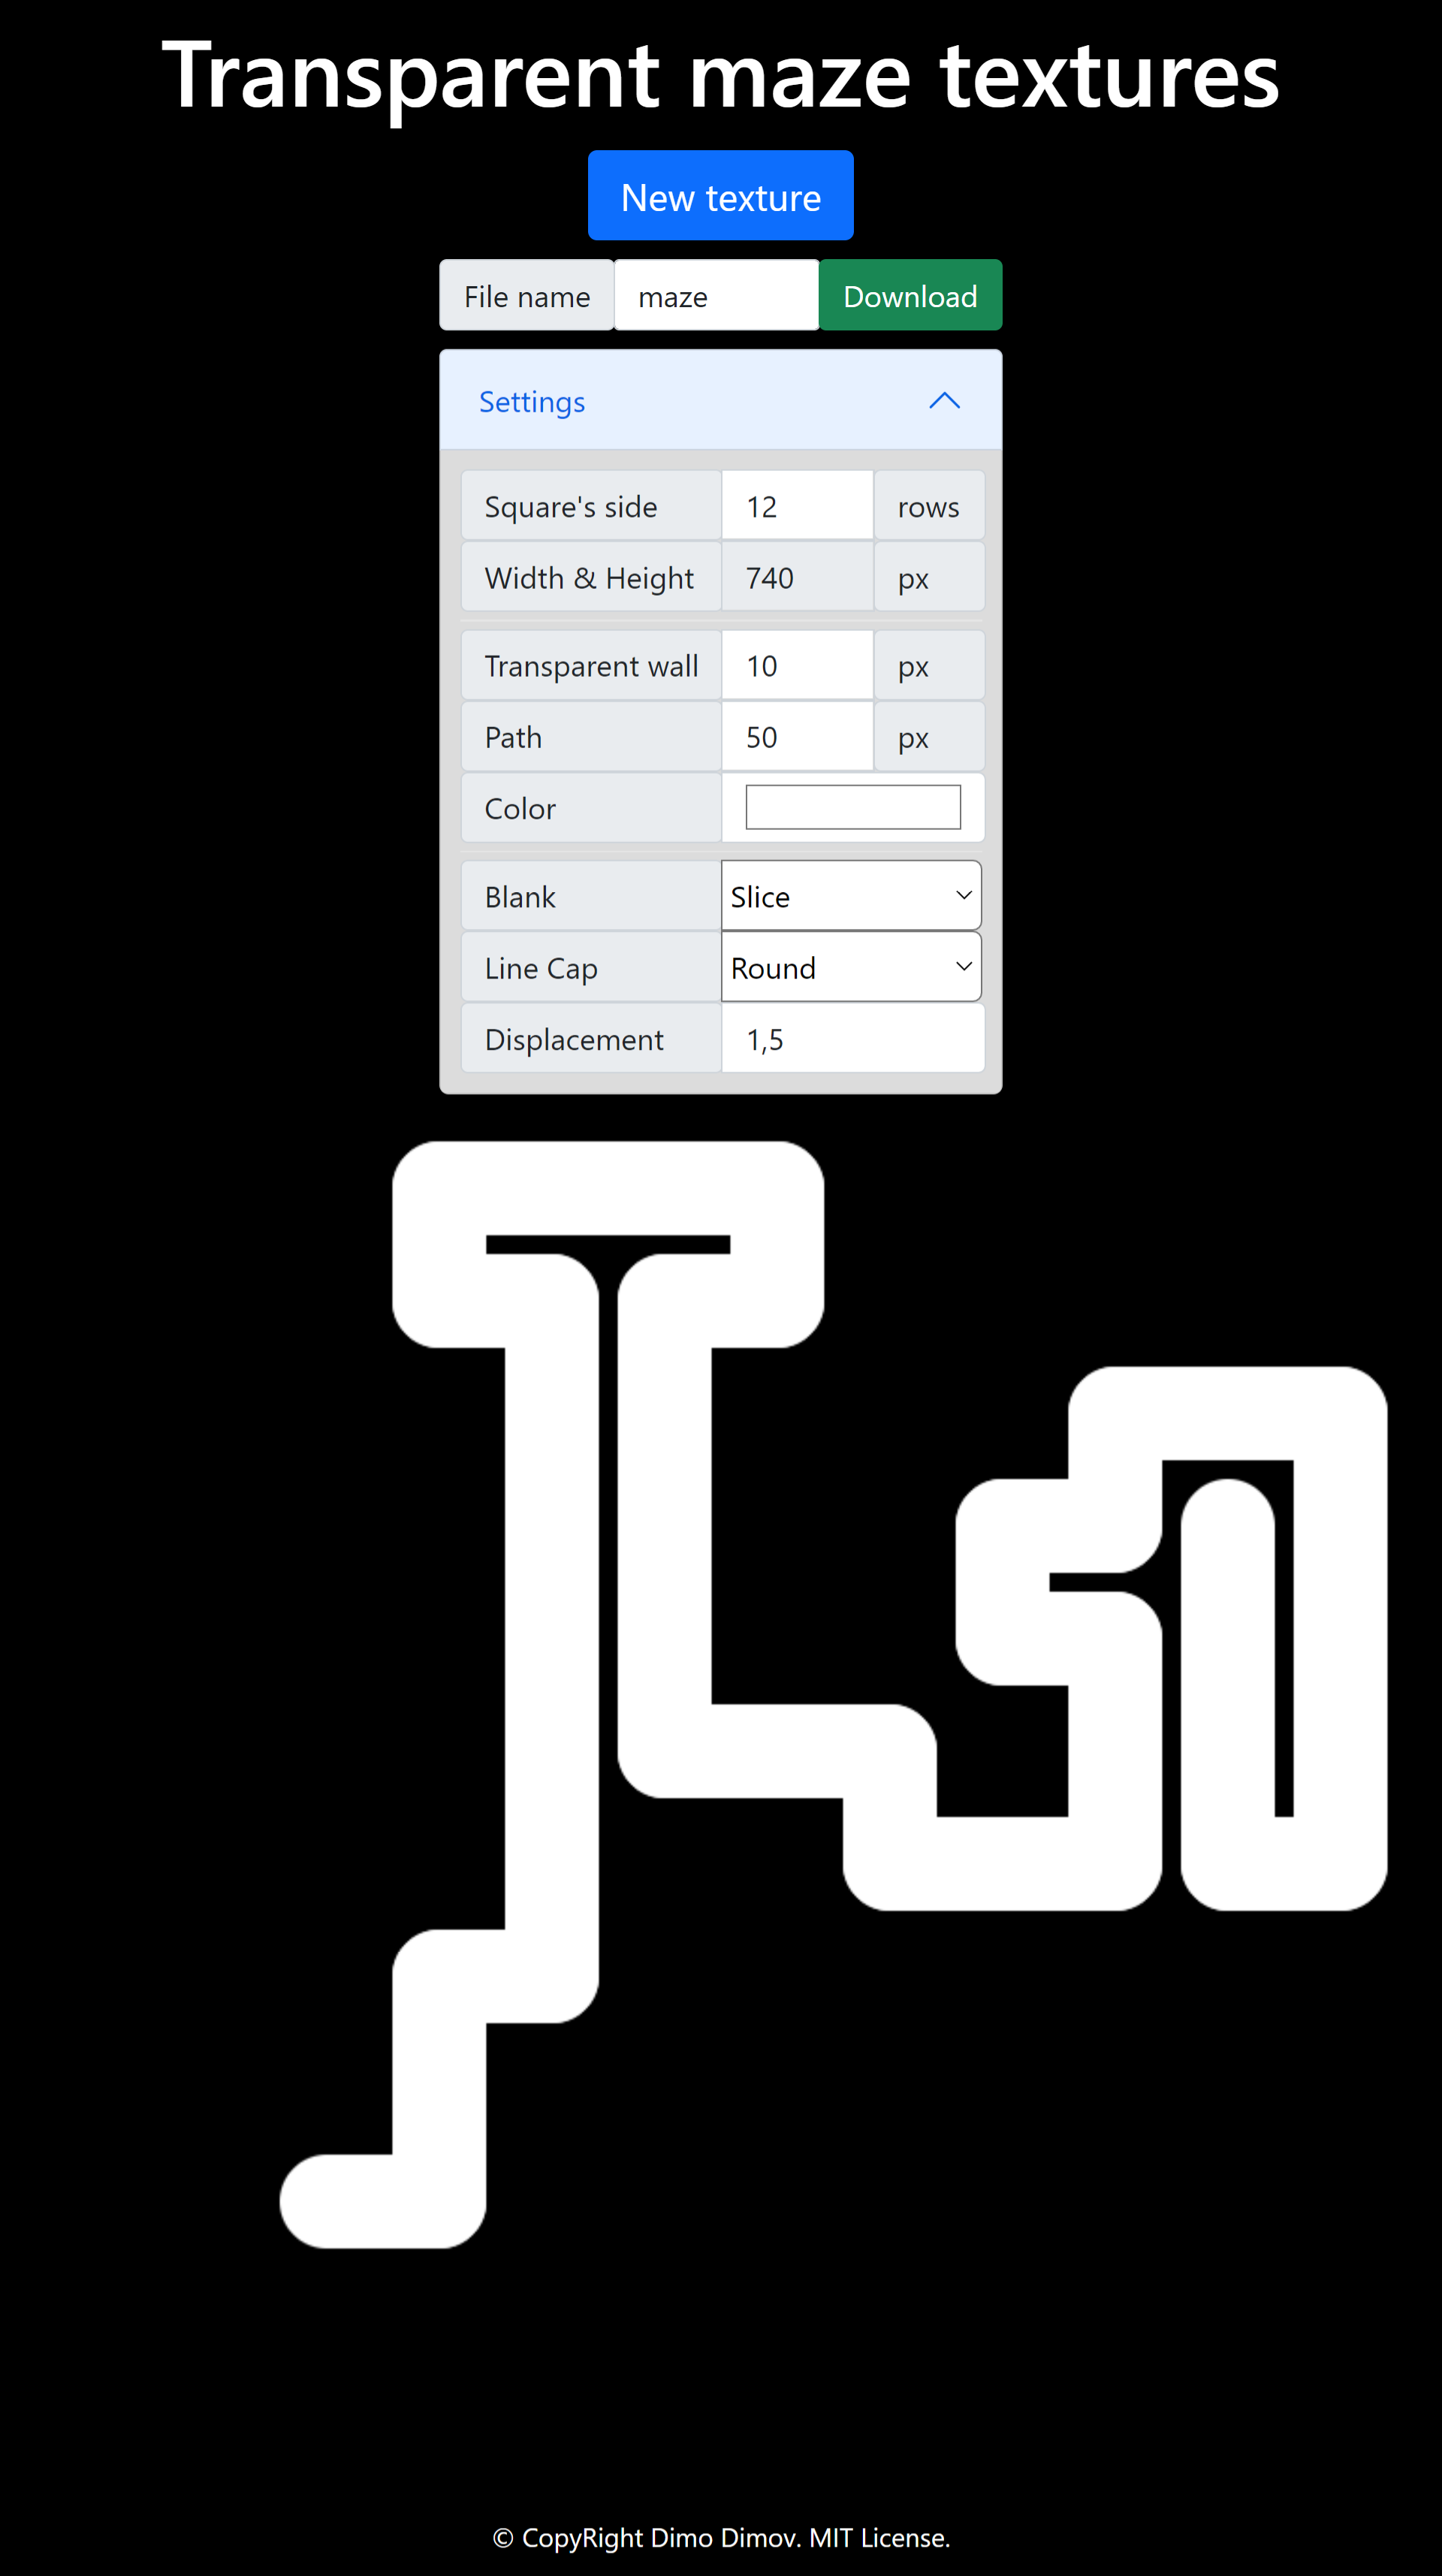 Transparent maze textures
New texture
File name maze Download
Settings
Square's side 12 rows
Width & Height 740 px
Transparent wall 10 px
Path 50 px
Color
Blank Slice
Line Cap Round
Displacement 1,5
© CopyRight Dimo Dimov. MIT License.